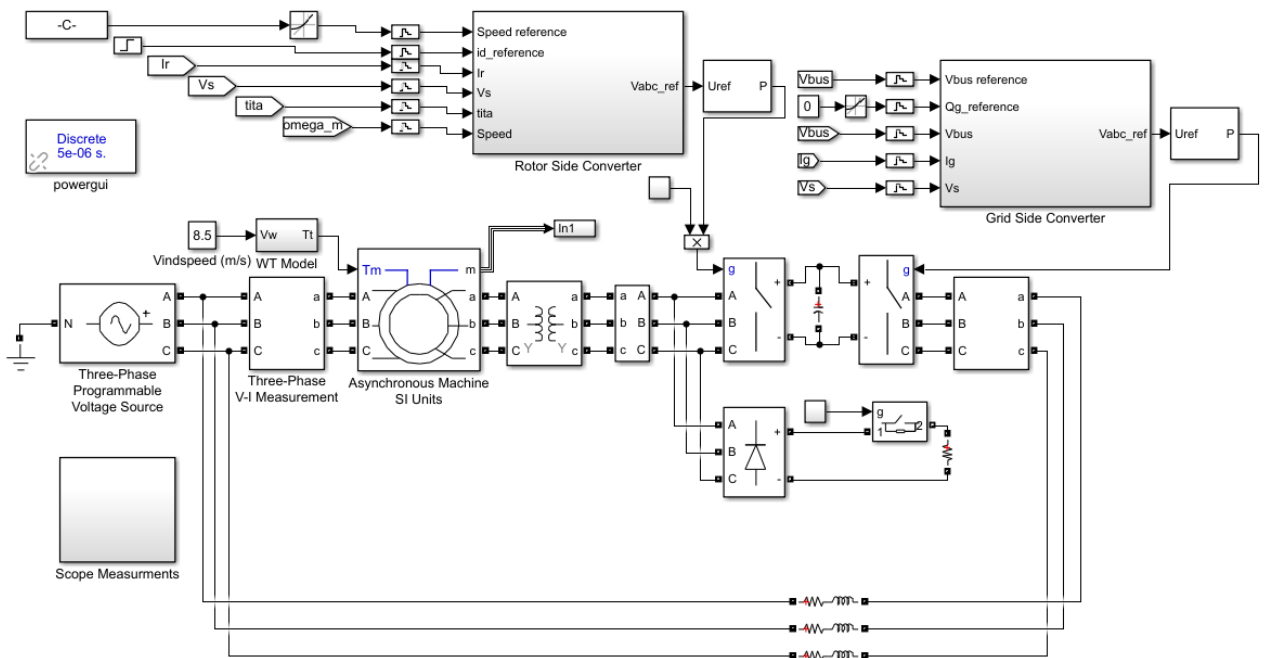 -C-
Speed reference
id_reference
Ir
Vs
tita
Speed
Ir
Vs
tita
omega_m
Vabc_ref
Rotor Side Converter
Uref P
Vbus
0
Vbus
Ig
Vs
Vbus reference
Qg_reference
Vbus
Ig
Vs
Vabc_ref
Grid Side Converter
Uref P
Discrete
5e-06 s.
powergui
8.5
Vindspeed (m/s)
Vw Tt
WT Model
In1
Tm m
g
g
N
A A a A a A a a A A + + A a
B B b B b B b b B B B b
C C c C c C c c C C - - C c
Y Y
Three-Phase
Programmable
Voltage Source
Three-Phase
V-I Measurement
Asynchronous Machine
SI Units
A +
B
C -
g
1 2
Scope Measurments